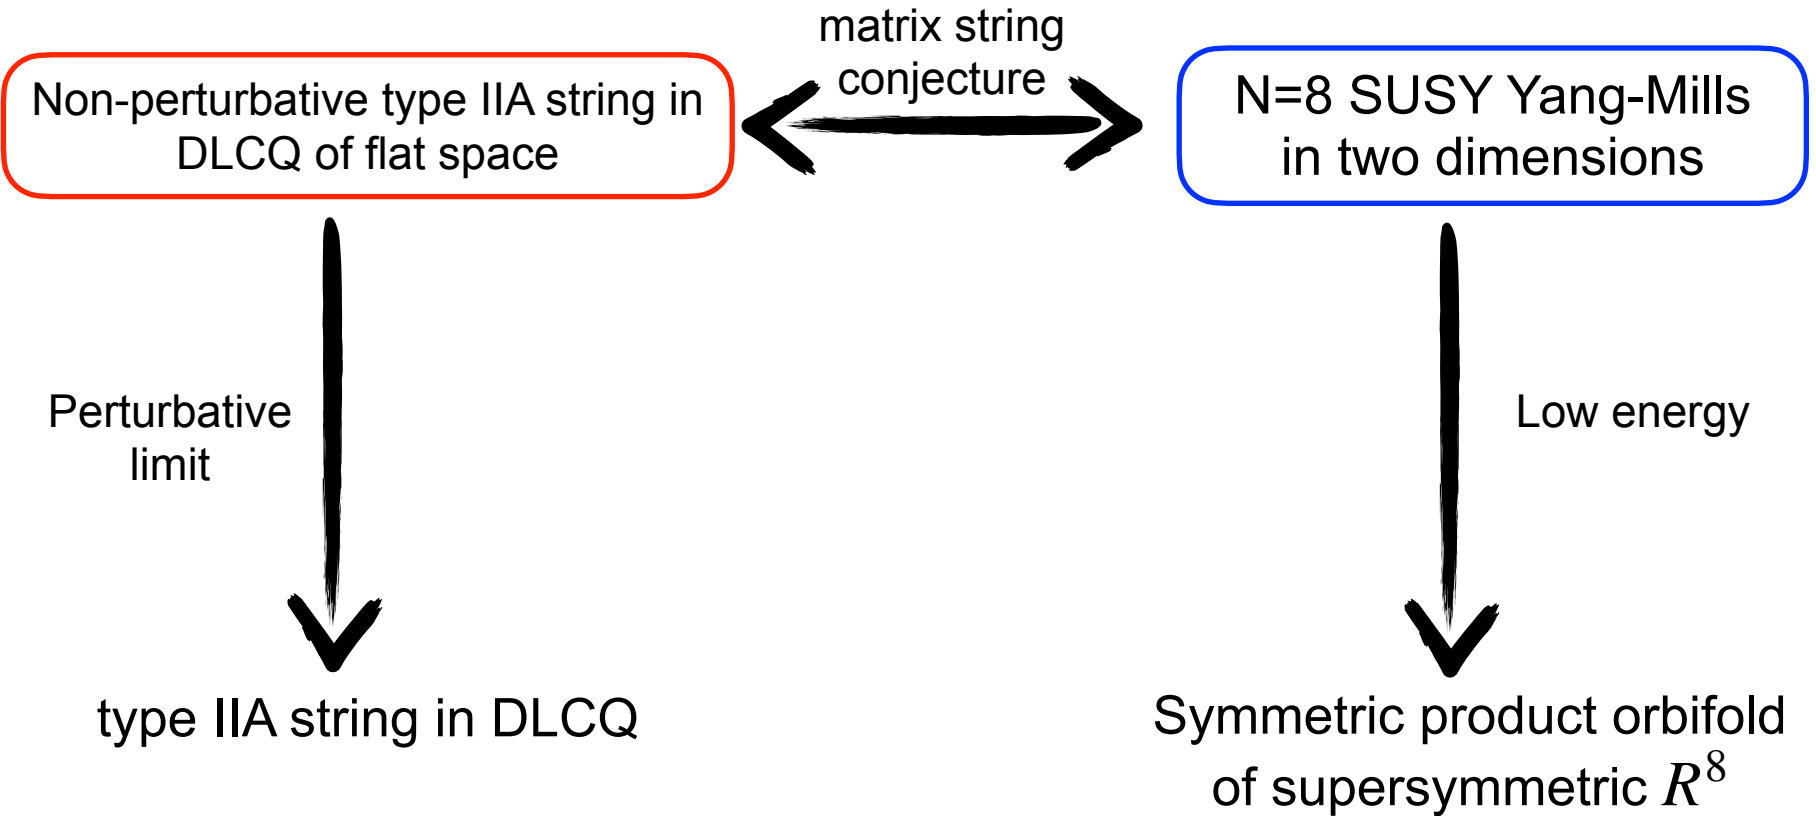 matrix string
conjecture
Non-perturbative type IIA string in
DLCQ of flat space
N=8 SUSY Yang-Mills
in two dimensions
Perturbative
limit
Low energy
type IIA string in DLCQ
Symmetric product orbifold
of supersymmetric R⁸